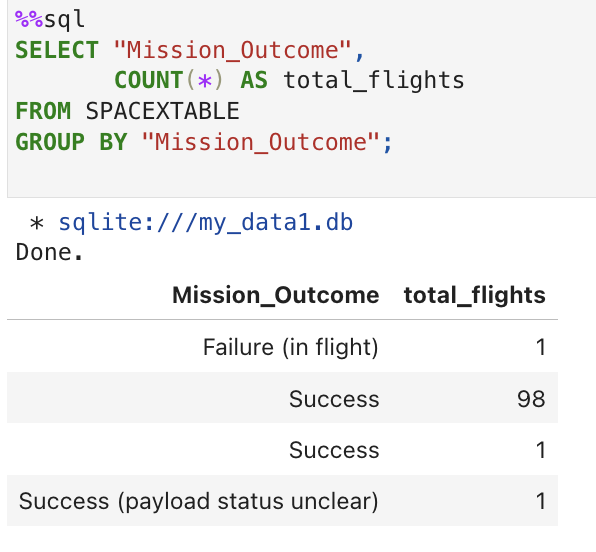 %%sql
SELECT "Mission_Outcome",
       COUNT(*) AS total_flights
FROM SPACEXTABLE
GROUP BY "Mission_Outcome";
* sqlite:///my_data1.db
Done.
Mission_Outcome total_flights
Failure (in flight) 1
Success 98
Success 1
Success (payload status unclear) 1